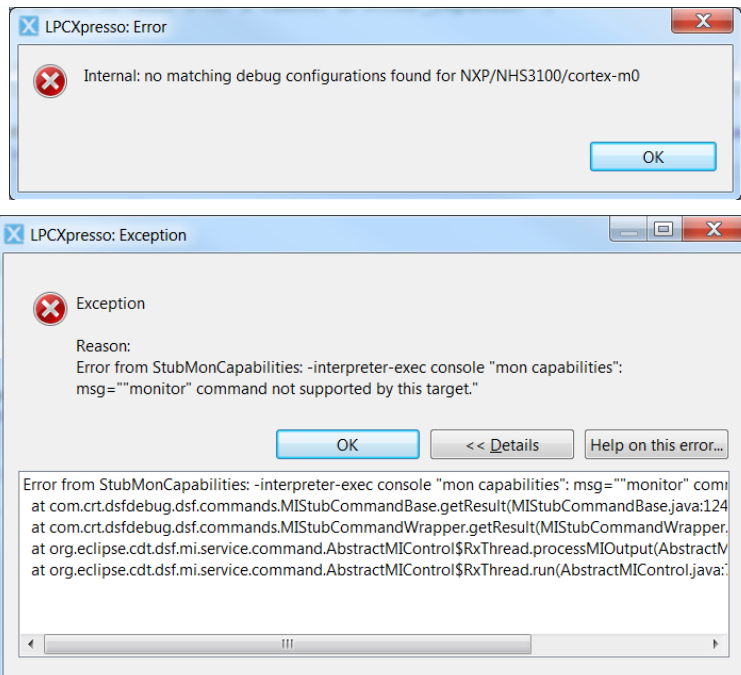 LPCXpresso: Error
Internal: no matching debug configurations found for NXP/NHS3100/cortex-m0
OK
LPCXpresso: Exception
Exception
Reason:
Error from StubMonCapabilities: -interpreter-exec console "mon capabilities":
msg=""monitor" command not supported by this target."
OK
<< Details
Help on this error...
Error from StubMonCapabilities: -interpreter-exec console "mon capabilities": msg=""monitor"
at com.crt.dsfdebug.dsf.commands.MIStubCommandBase.getResult(MIStubCommandBase.java:124
at com.crt.dsfdebug.dsf.commands.MIStubCommandWrapper.getResult(MIStubCommandWrapper.
at org.eclipse.cdt.dsf.mi.service.command.AbstractMIControl$RxThread.processMIOutput(AbstractM
at org.eclipse.cdt.dsf.mi.service.command.AbstractMIControl$RxThread.run(AbstractMIControl.java: